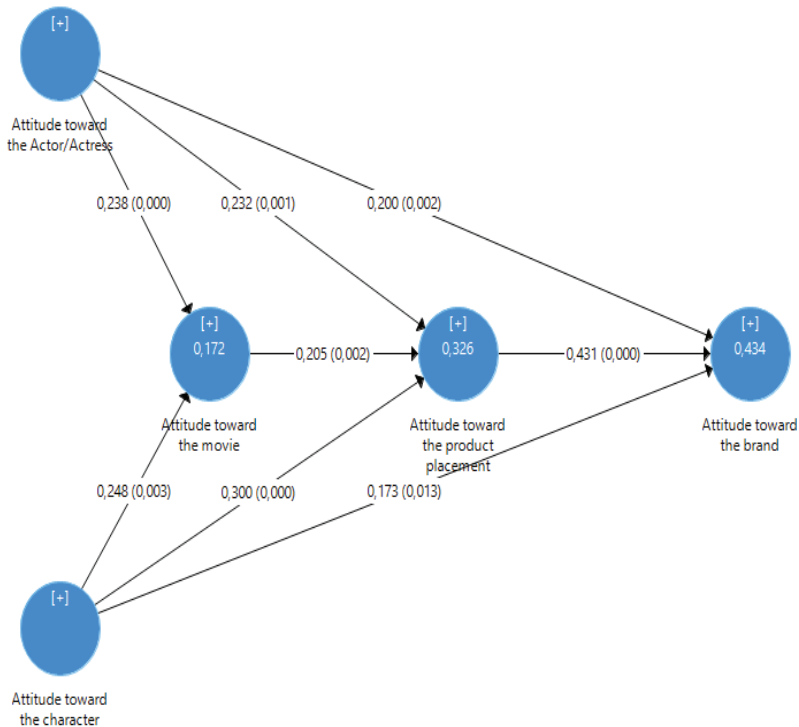 [+]
Attitude toward
the Actor/Actress
0,238 (0,000)
0,232 (0,001)
0,200 (0,002)
[+]
0,172
Attitude toward
the movie
0,205 (0,002)
[+]
0,326
Attitude toward
the product
placement
0,431 (0,000)
[+]
0,434
Attitude toward
the brand
0,248 (0,003)
0,300 (0,000)
0,173 (0,013)
[+]
Attitude toward
the character